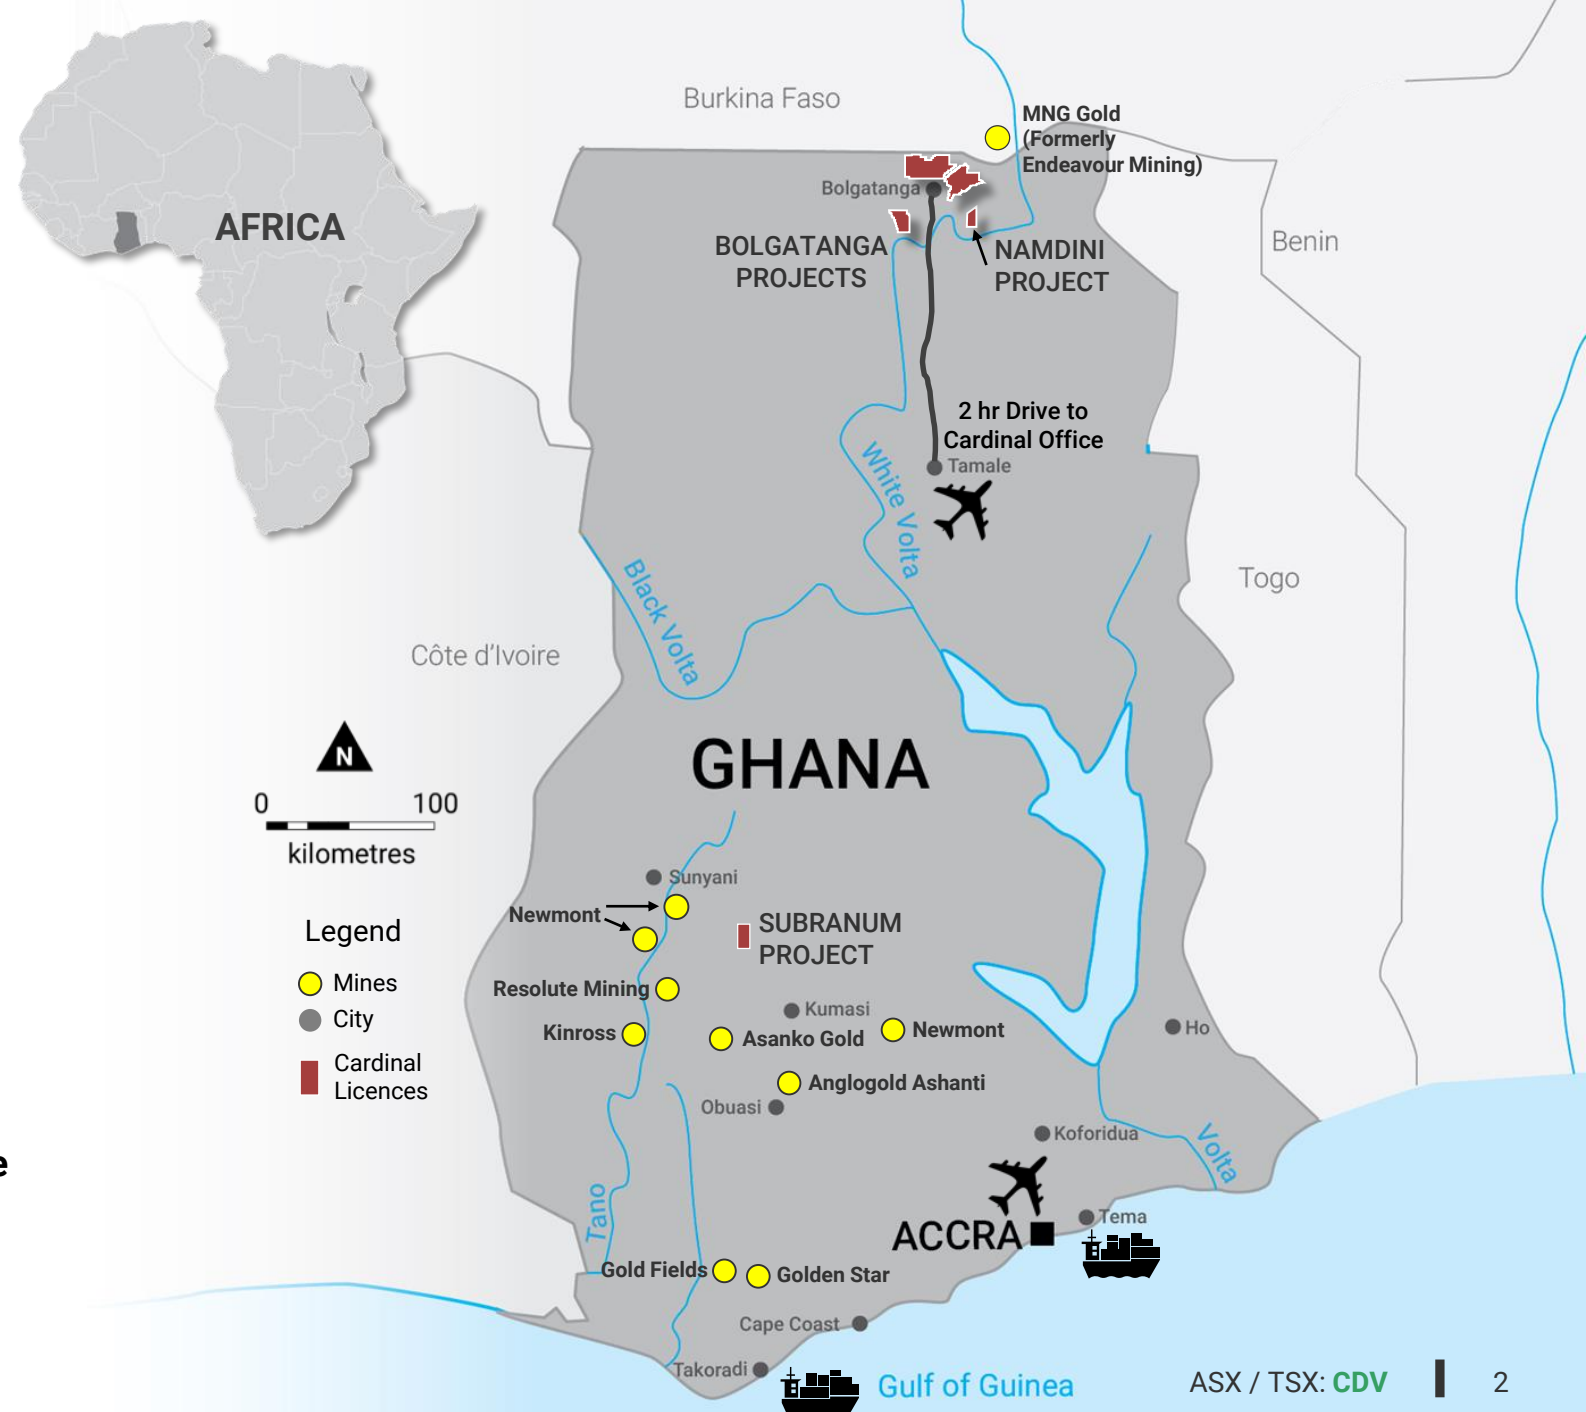 Burkina Faso
MNG Gold
(Formerly
Endeavour Mining)
Bolgatanga
AFRICA
BOLGATANGA
PROJECTS
NAMDINI
PROJECT
Benin
2 hr Drive to
Cardinal Office
Tamale
White Volta
Black Volta
Togo
Côte d'Ivoire
GHANA
N
0 100
kilometres
Sunyani
Newmont
SUBRANUM
PROJECT
Legend
Mines
City
Cardinal
Licences
Resolute Mining
Kinross
Kumasi
Asanko Gold
Newmont
Ho
Anglogold Ashanti
Obuasi
Koforidua
Volta
e
Tano
ACCRA
Tema
Gold Fields
Golden Star
Cape Coast
Takoradi
Gulf of Guinea
ASX / TSX: CDV 2